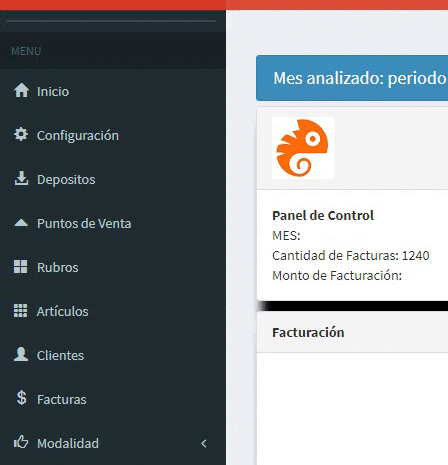 MENU
Inicio
Configuración
Depositos
Puntos de Venta
Rubros
Artículos
Clientes
Facturas
Modalidad
Mes analizado: periodo
Panel de Control
MES:
Cantidad de Facturas: 1240
Monto de Facturación:
Facturación